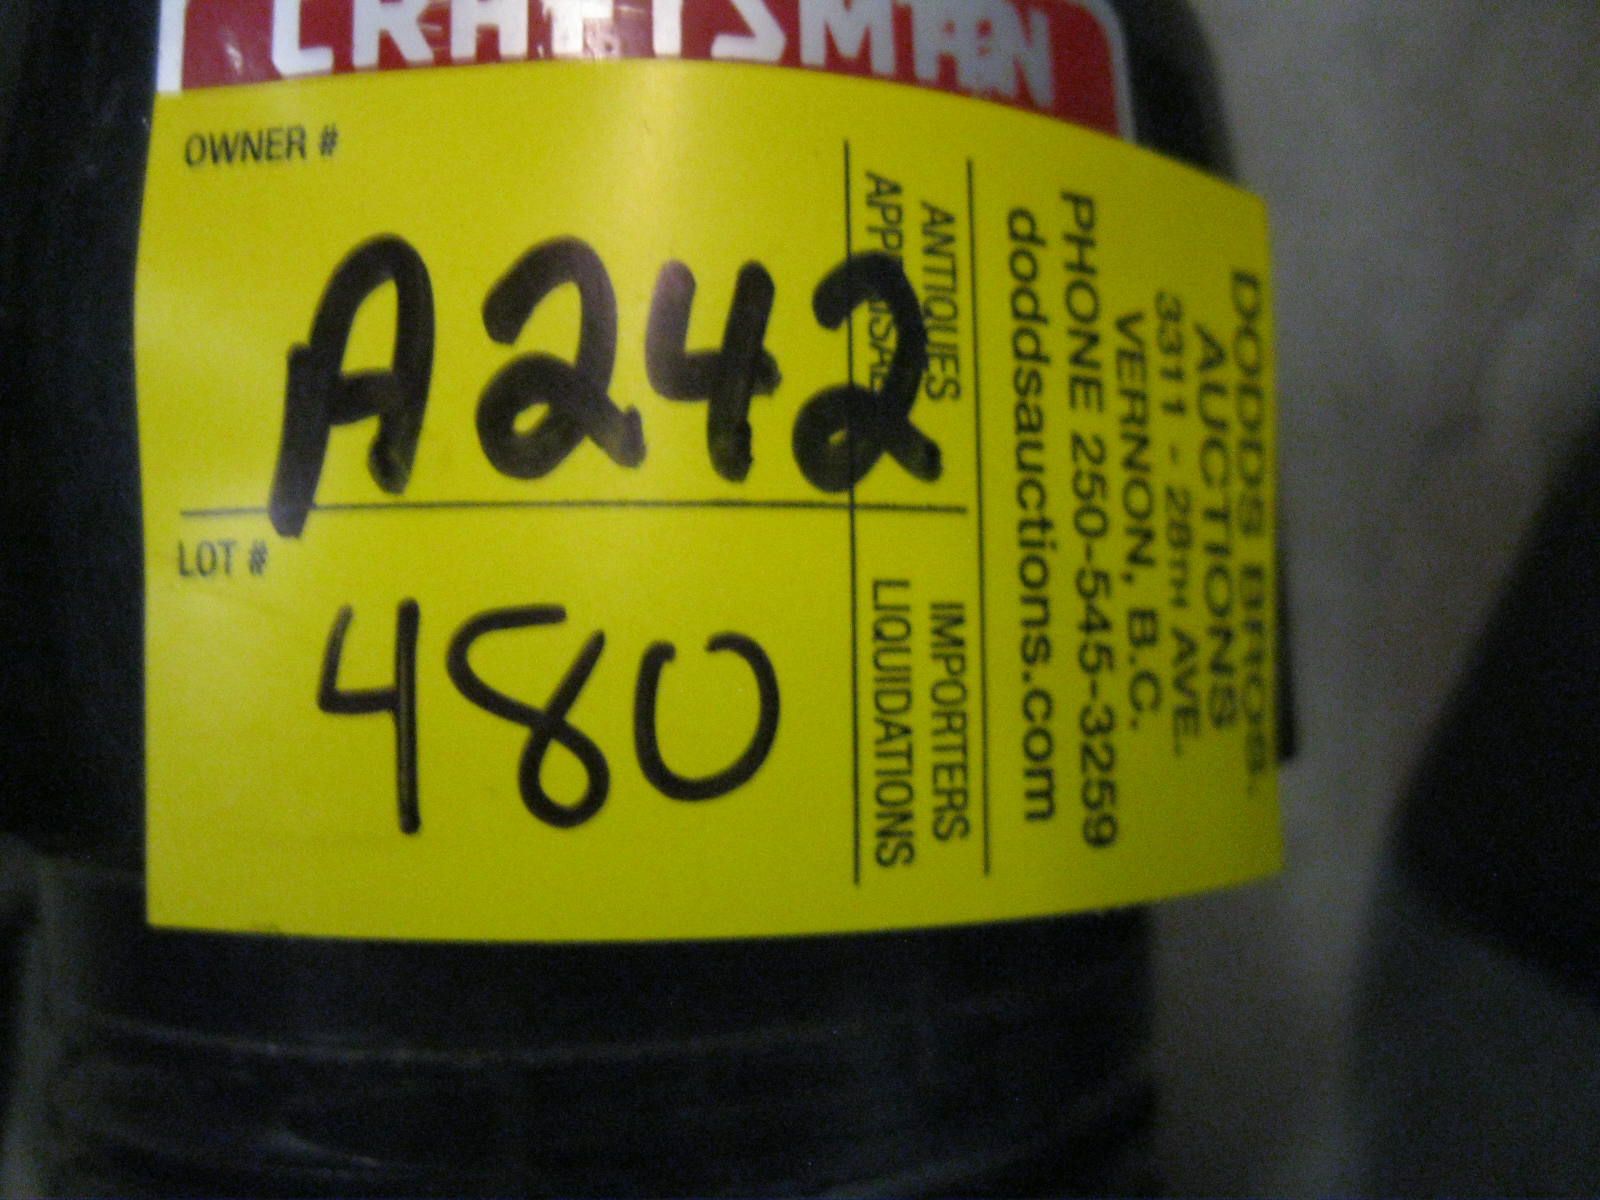 CRAFTSMAN
OWNER #
A242
LOT #
480
ANTIQUES
APPRAISALS
IMPORTERS
LIQUIDATIONS
DODDS BROS.
AUCTIONS
3311 - 28TH AVE.
VERNON, B.C.
PHONE 250-545-3259
doddsauctions.com